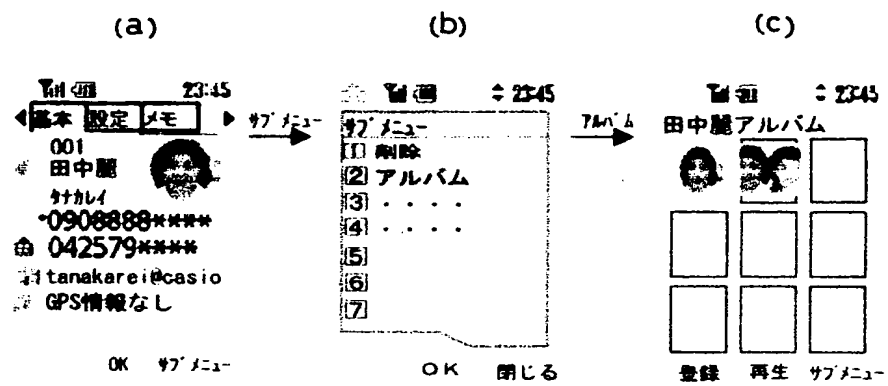 (a)
23:45
基本 設定 メモ
001
田中麗
タナカレイ
0908888****
042579****
tanakarei@casio
GPS情報なし
OK サブメニュー
サブメニュー
(b)
23:45
サブメニュー
1 削除
2 アルバム
3 ・・・・
4 ・・・・
5
6
7
OK 閉じる
アルバム
(c)
23:45
田中麗アルバム
登録 再生 サブメニュー